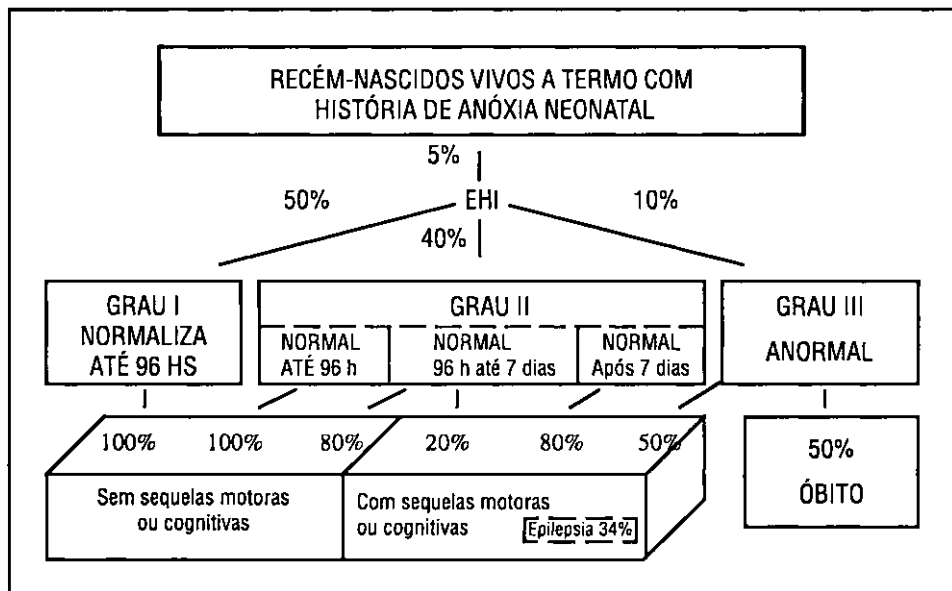 RECÉM-NASCIDOS VIVOS A TERMO COM
HISTÓRIA DE ANÓXIA NEONATAL
5%
50% EHI 10%
40%
GRAU I
NORMALIZA
ATÉ 96 HS
GRAU II
NORMAL
ATÉ 96 h
NORMAL
96 h até 7 dias
NORMAL
Após 7 dias
GRAU III
ANORMAL
100% 100% 80% 20% 80% 50%
Sem sequelas motoras
ou cognitivas
Com sequelas motoras
ou cognitivas
Epilepsia 34%
50%
ÓBITO